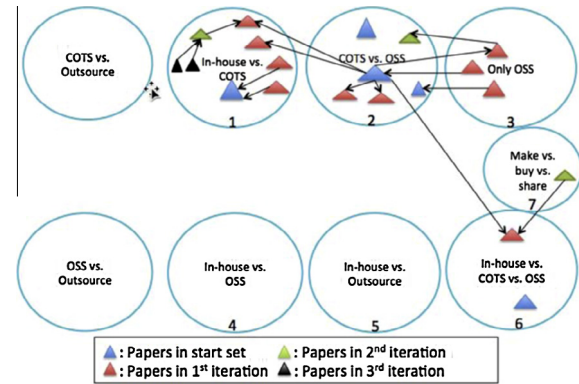 COTS vs.
Outsource
In-house vs.
COTS
1
COTS vs. OSS
2
Only OSS
3
Make vs.
buy vs.
share
7
OSS vs.
Outsource
In-house vs.
OSS
4
In-house vs.
Outsource
5
In-house vs.
COTS vs. OSS
6
: Papers in start set
: Papers in 2nd iteration
: Papers in 1st iteration
: Papers in 3rd iteration